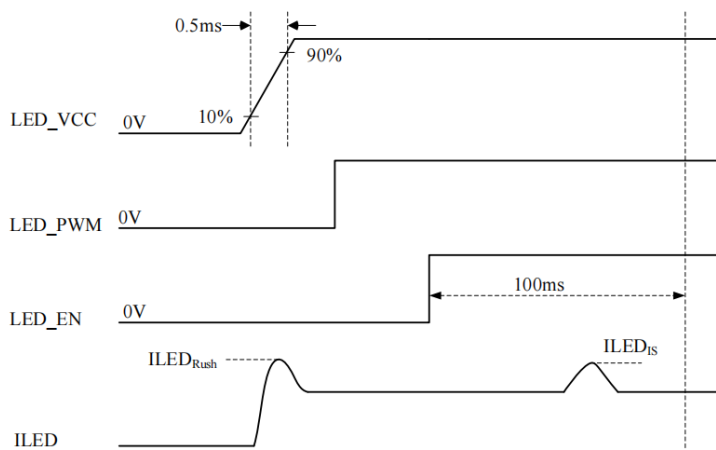 0.5ms
90%
10%
LED_VCC
0V
LED_PWM
0V
100ms
LED_EN
0V
ILEDRush
ILEDIS
ILED